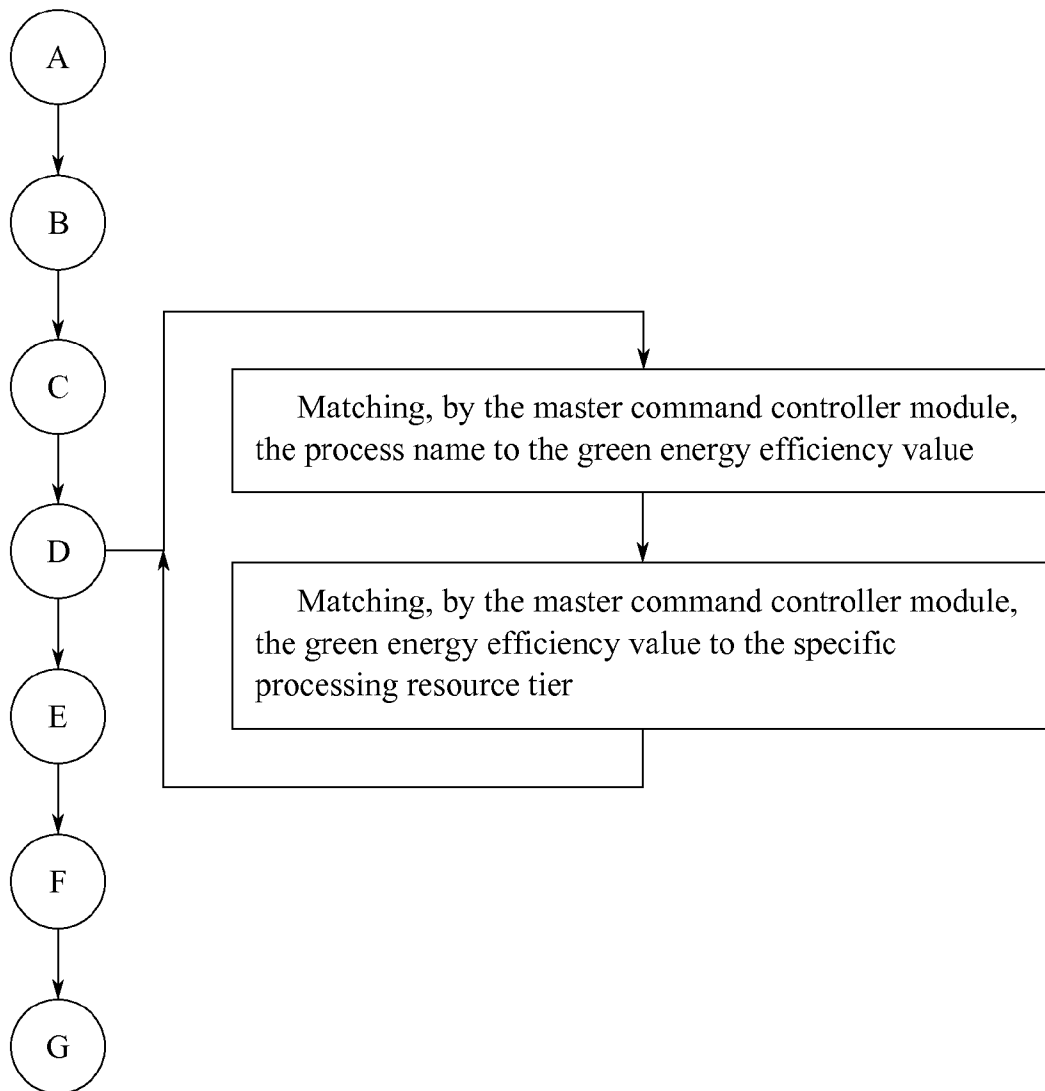 A
B
C
Matching, by the master command controller module,
the process name to the green energy efficiency value
D
Matching, by the master command controller module,
the green energy efficiency value to the specific
processing resource tier
E
F
G